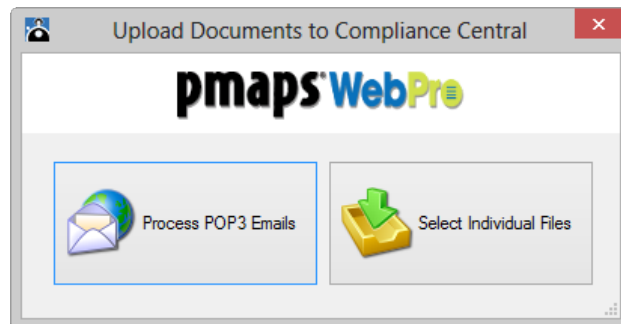 Upload Documents to Compliance Central
pmaps® WebPro
Process POP3 Emails
Select Individual Files